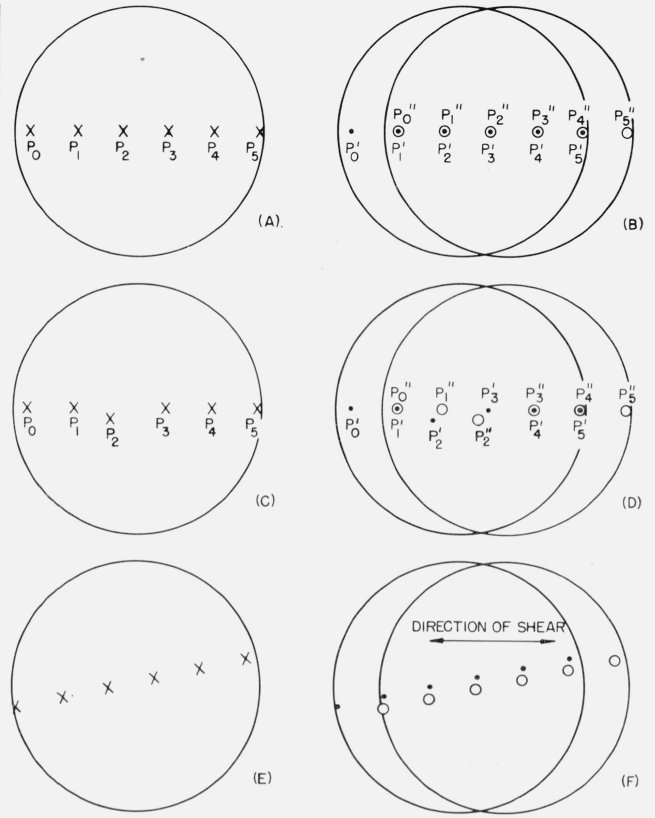 P₀ P₁ P₂ P₃ P₄ P₅
(A).
P₀" P₁" P₂" P₃" P₄" P₅"
P₀' P₁' P₂' P₃' P₄' P₅'
(B)
P₀ P₁ P₂ P₃ P₄ P₅
(C)
P₀" P₁" P₃' P₃" P₄" P₅"
P₀' P₁' P₂' P₂" P₄' P₅'
(D)
(E)
DIRECTION OF SHEAR
(F)